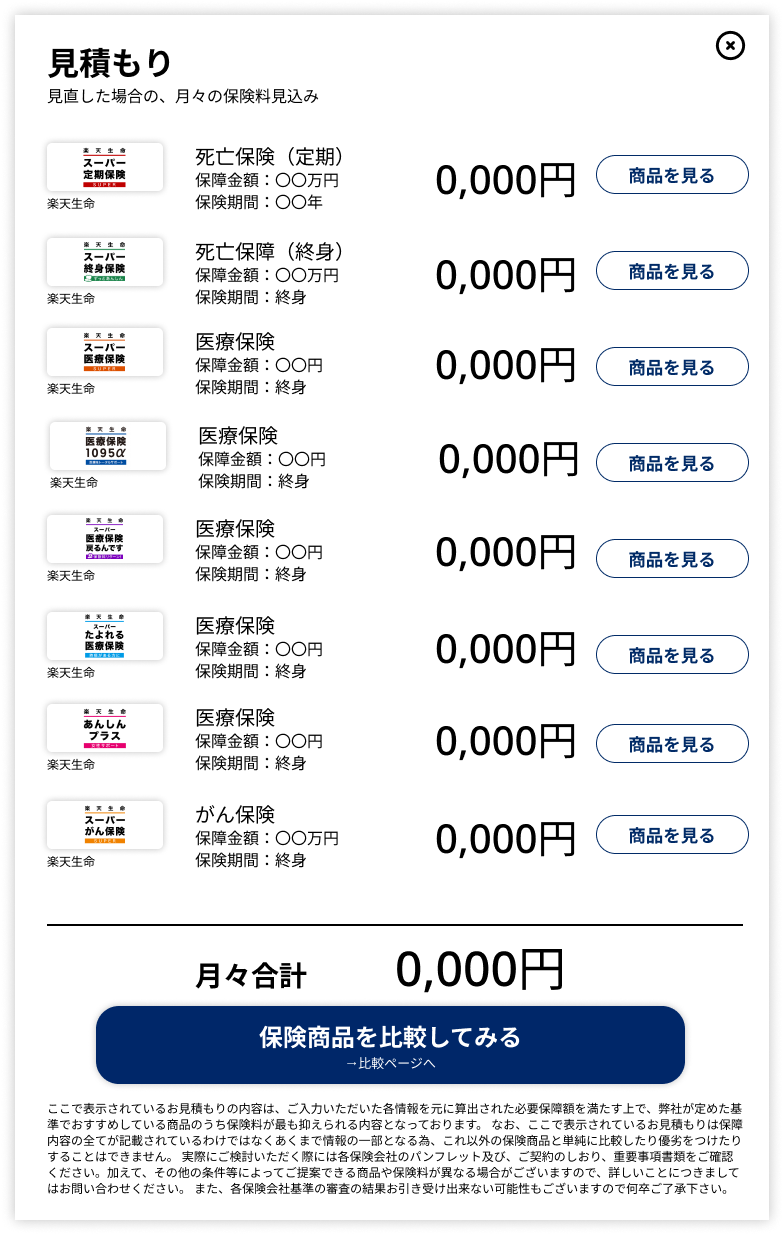 見積もり
見直した場合の、月々の保険料見込み
楽天生命
スーパー
定期保険
SUPER
楽天生命
死亡保険（定期）
保障金額：〇〇万円
保険期間：〇〇年
0,000円
商品を見る
楽天生命
スーパー
終身保険
楽天生命
死亡保障（終身）
保障金額：〇〇万円
保険期間：終身
0,000円
商品を見る
楽天生命
スーパー
医療保険
SUPER
楽天生命
医療保険
保障金額：〇〇円
保険期間：終身
0,000円
商品を見る
楽天生命
医療保険
1095α
楽天生命
医療保険
保障金額：〇〇円
保険期間：終身
0,000円
商品を見る
楽天生命
スーパー
医療保険
戻るんです
楽天生命
医療保険
保障金額：〇〇円
保険期間：終身
0,000円
商品を見る
楽天生命
スーパー
たよれる
医療保険
楽天生命
医療保険
保障金額：〇〇円
保険期間：終身
0,000円
商品を見る
楽天生命
あんしん
プラス
女性サポート
楽天生命
医療保険
保障金額：〇〇円
保険期間：終身
0,000円
商品を見る
楽天生命
スーパー
がん保険
SUPER
楽天生命
がん保険
保障金額：〇〇万円
保険期間：終身
0,000円
商品を見る
月々合計
0,000円
保険商品を比較してみる
→比較ページへ
ここで表示されているお見積もりの内容は、ご入力いただいた各情報を元に算出された必要保障額を満たす上で、弊社が定めた基
準でおすすめしている商品のうち保険料が最も抑えられる内容となっております。 なお、ここで表示されているお見積もりは保障
内容の全てが記載されているわけではなくあくまで情報の一部となる為、これ以外の保険商品と単純に比較したり優劣をつけたり
することはできません。 実際にご検討いただく際には各保険会社のパンフレット及び、ご契約のしおり、重要事項書類をご確認
ください。加えて、その他の条件等によってご提案できる商品や保険料が異なる場合がございますので、詳しいことにつきまして
はお問い合わせください。 また、各保険会社基準の審査の結果お引き受け出来ない可能性もございますので何卒ご了承下さい。